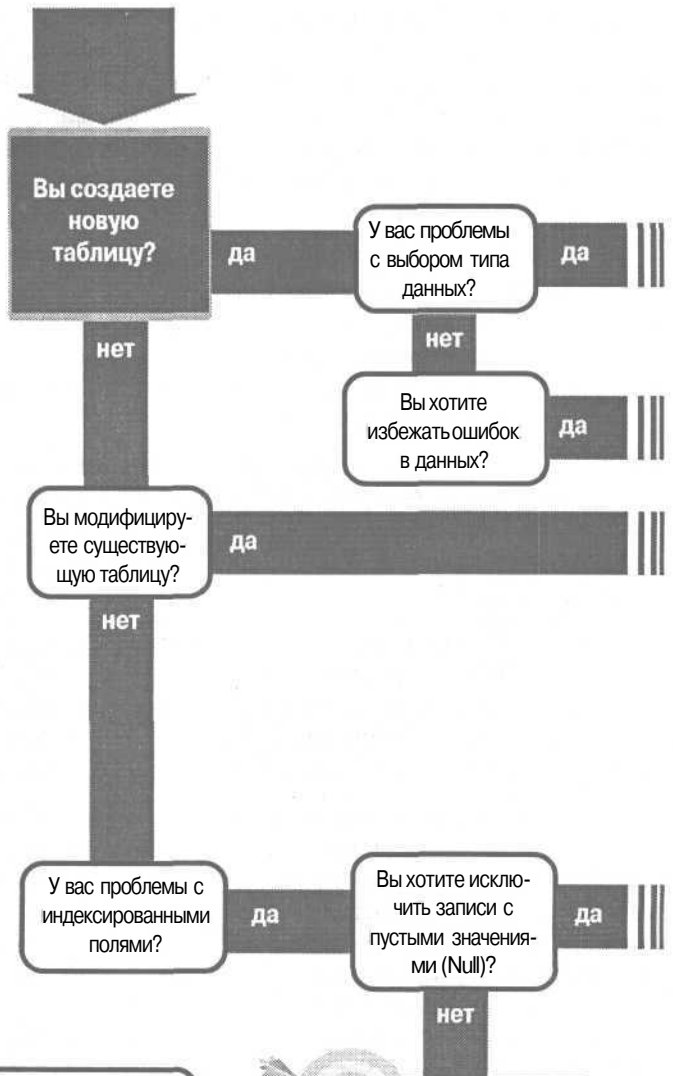 Вы создаете
новую
таблицу?
да
У вас проблемы
с выбором типа
данных?
да
нет
нет
Вы хотите
избежать ошибок
в данных?
да
Вы модифициру-
ете существую-
щую таблицу?
да
нет
У вас проблемы с
индексированными
полями?
да
Вы хотите исклю-
чить записи с
пустыми значения-
ми (Null)?
да
нет